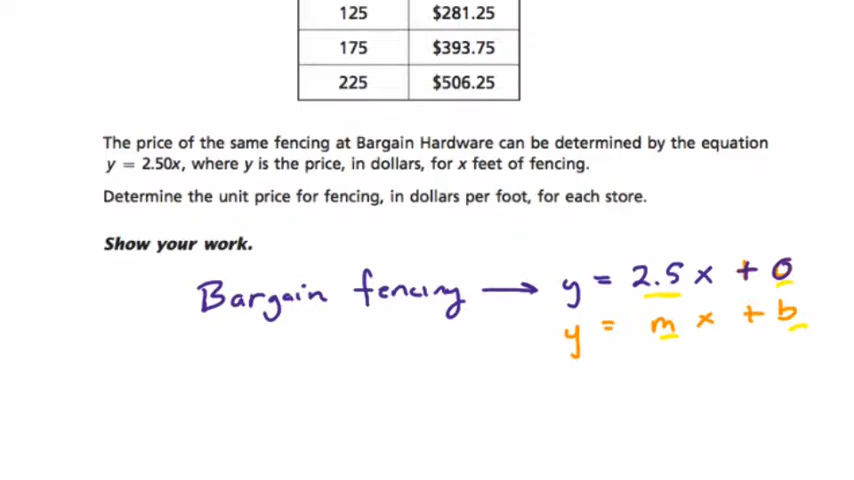 125 $281.25
175 $393.75
225 $506.25
The price of the same fencing at Bargain Hardware can be determined by the equation
y = 2.50x, where y is the price, in dollars, for x feet of fencing.
Determine the unit price for fencing, in dollars per foot, for each store.
Show your work.
Bargain fencing → y = 2.5x + 0
y = mx + b